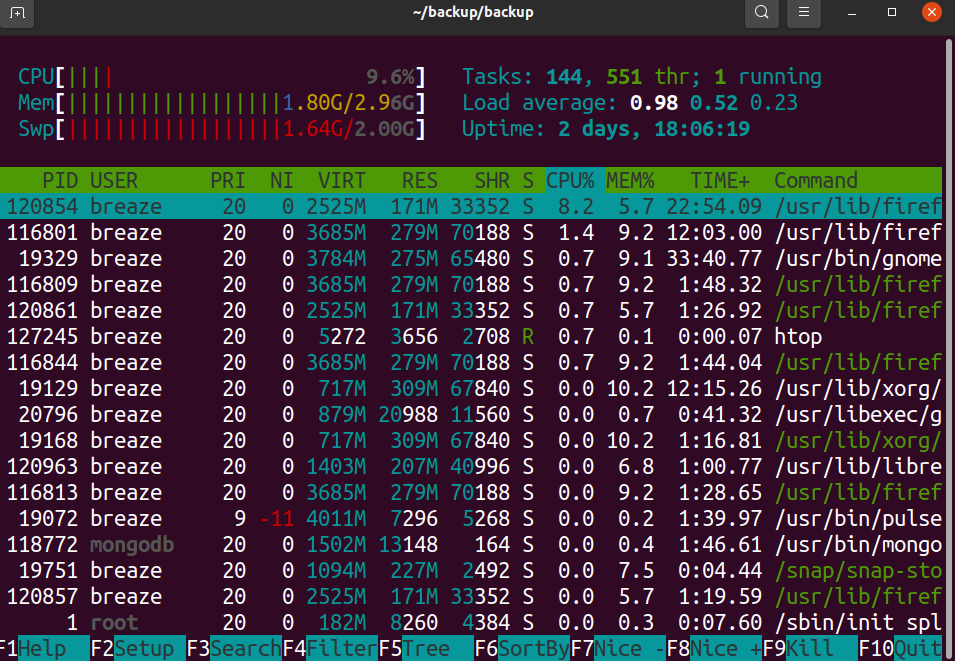 ~/backup/backup
CPU[|||| 9.6%] Tasks: 144, 551 thr; 1 running
Mem[||||||||||||||||||1.80G/2.96G] Load average: 0.98 0.52 0.23
Swp[||||||||||||||||||1.64G/2.00G] Uptime: 2 days, 18:06:19
PID USER PRI NI VIRT RES SHR S CPU% MEM% TIME+ Command
120854 breaze 20 0 2525M 171M 33352 S 8.2 5.7 22:54.09 /usr/lib/firef
116801 breaze 20 0 3685M 279M 70188 S 1.4 9.2 12:03.00 /usr/lib/firef
19329 breaze 20 0 3784M 275M 65480 S 0.7 9.1 33:40.77 /usr/bin/gnome
116809 breaze 20 0 3685M 279M 70188 S 0.7 9.2 1:48.32 /usr/lib/firef
120861 breaze 20 0 2525M 171M 33352 S 0.7 5.7 1:26.92 /usr/lib/firef
127245 breaze 20 0 5272 3656 2708 R 0.7 0.1 0:00.07 htop
116844 breaze 20 0 3685M 279M 70188 S 0.7 9.2 1:44.04 /usr/lib/firef
19129 breaze 20 0 717M 309M 67840 S 0.0 10.2 12:15.26 /usr/lib/xorg/
20796 breaze 20 0 879M 20988 11560 S 0.0 0.7 0:41.32 /usr/libexec/g
19168 breaze 20 0 717M 309M 67840 S 0.0 10.2 1:16.81 /usr/lib/xorg/
120963 breaze 20 0 1403M 207M 40996 S 0.0 6.8 1:00.77 /usr/lib/libre
116813 breaze 20 0 3685M 279M 70188 S 0.0 9.2 1:28.65 /usr/lib/firef
19072 breaze 9 -11 4011M 7296 5268 S 0.0 0.2 1:39.97 /usr/bin/pulse
118772 mongodb 20 0 1502M 13148 164 S 0.0 0.4 1:46.61 /usr/bin/mongo
19751 breaze 20 0 1094M 227M 2492 S 0.0 7.5 0:04.44 /snap/snap-sto
120857 breaze 20 0 2525M 171M 33352 S 0.0 5.7 1:19.59 /usr/lib/firef
1 root 20 0 182M 8260 4384 S 0.0 0.3 0:07.60 /sbin/init spl
F1Help F2Setup F3SearchF4FilterF5Tree F6SortByF7Nice -F8Nice +F9Kill F10Quit